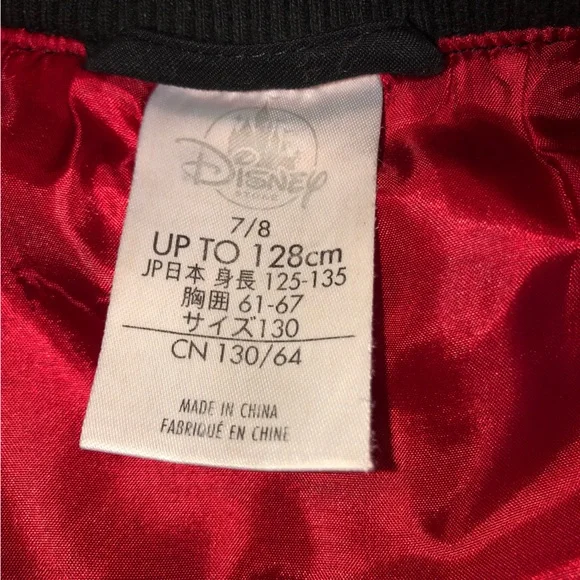 Disney
STORE
7/8
UP TO 128cm
JP日本 身長 125-135
胸囲 61-67
サイズ130
CN 130/64
MADE IN CHINA
FABRIQUÉ EN CHINE